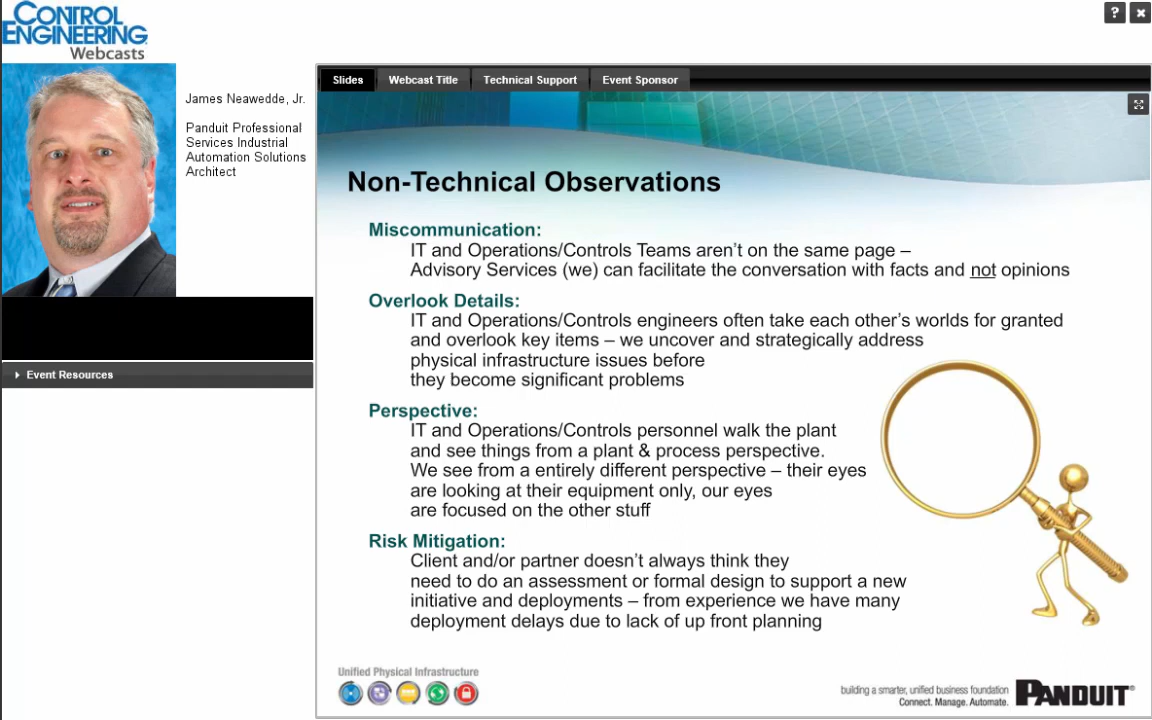 CONTROL
ENGINEERING
Webcasts
?
James Neawedde, Jr.
Panduit Professional
Services Industrial
Automation Solutions
Architect
Event Resources
Slides
Webcast Title
Technical Support
Event Sponsor
Non-Technical Observations
Miscommunication:
IT and Operations/Controls Teams aren't on the same page –
Advisory Services (we) can facilitate the conversation with facts and not opinions
Overlook Details:
IT and Operations/Controls engineers often take each other's worlds for granted
and overlook key items – we uncover and strategically address
physical infrastructure issues before
they become significant problems
Perspective:
IT and Operations/Controls personnel walk the plant
and see things from a plant & process perspective.
We see from a entirely different perspective – their eyes
are looking at their equipment only, our eyes
are focused on the other stuff
Risk Mitigation:
Client and/or partner doesn't always think they
need to do an assessment or formal design to support a new
initiative and deployments – from experience we have many
deployment delays due to lack of up front planning
Unified Physical Infrastructure
building a smarter, unified business foundation
Connect. Manage. Automate.
PANDUIT